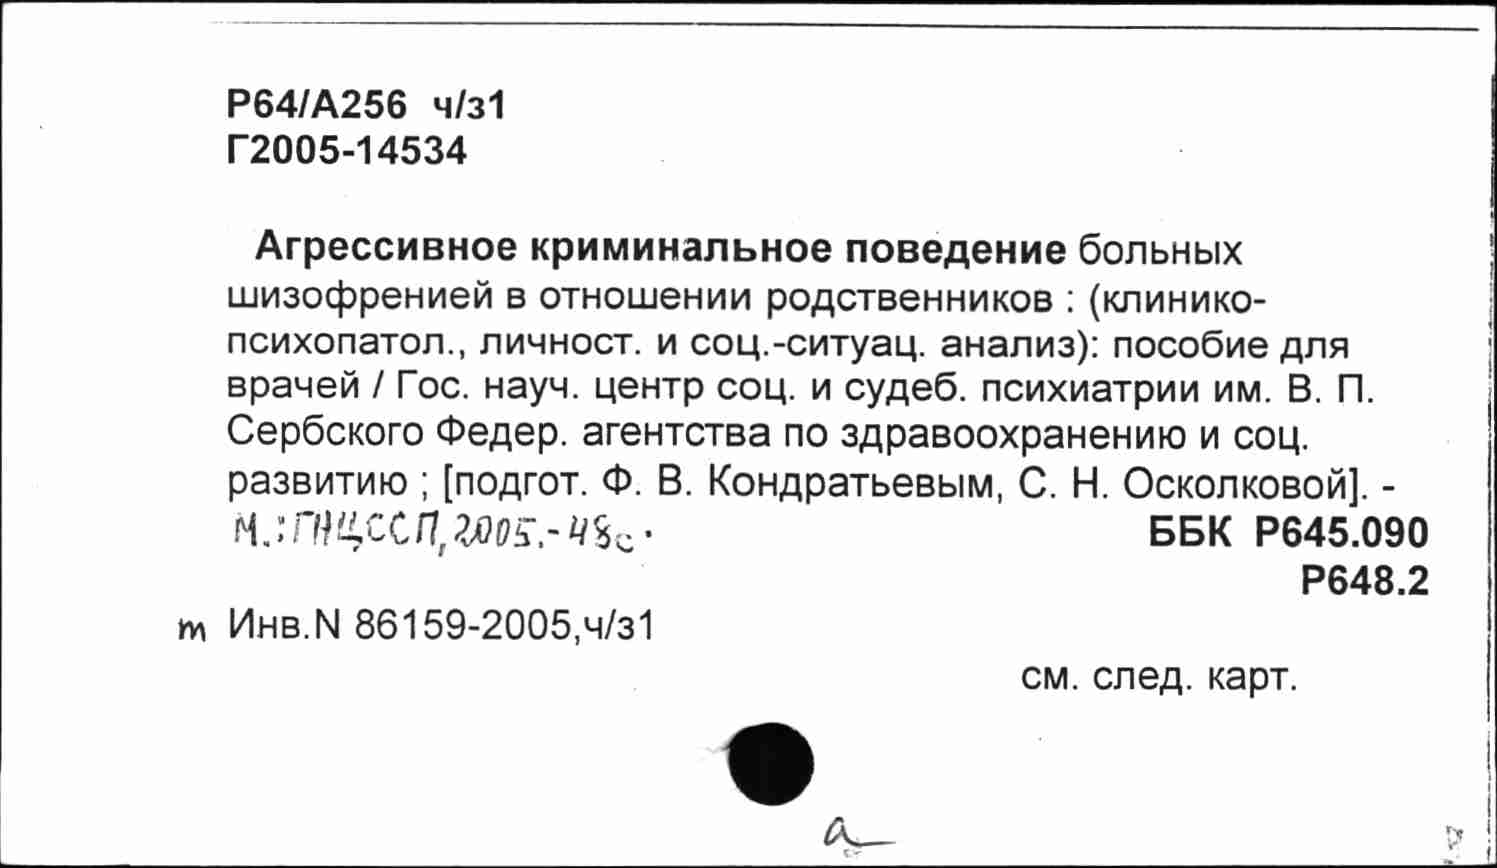 Р64/А256 ч/з1
Г2005-14534
Агрессивное криминальное поведение больных
шизофренией в отношении родственников : (клинико-
психопатол., личност. и соц.-ситуац. анализ): пособие для
врачей / Гос. науч. центр соц. и судеб. психиатрии им. В. П.
Сербского Федер. агентства по здравоохранению и соц.
развитию ; [подгот. Ф. В. Кондратьевым, С. Н. Осколковой]. -
М.: ГНЦССП, 2005.- 48с.
ББК Р645.090
Р648.2
т Инв.N 86159-2005,ч/з1
см. след. карт.
а